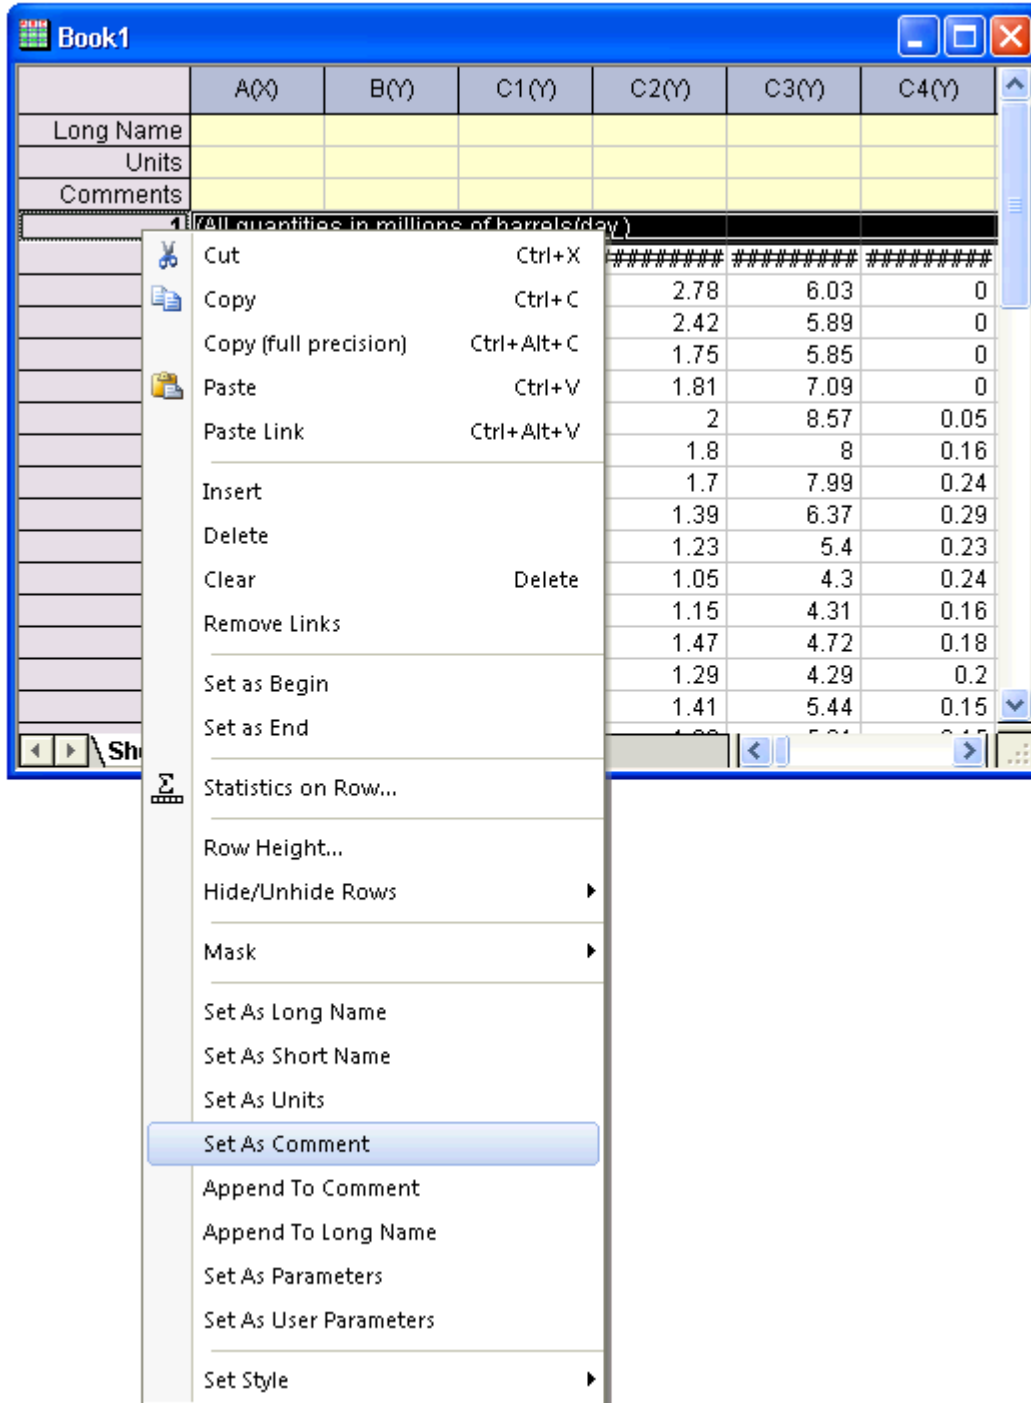 Book1
A(X) B(Y) C1(Y) C2(Y) C3(Y) C4(Y)
Long Name
Units
Comments
1 (All quantities in millions of barrels/day )
######### ######### #########
2.78 6.03 0
2.42 5.89 0
1.75 5.85 0
1.81 7.09 0
2 8.57 0.05
1.8 8 0.16
1.7 7.99 0.24
1.39 6.37 0.29
1.23 5.4 0.23
1.05 4.3 0.24
1.15 4.31 0.16
1.47 4.72 0.18
1.29 4.29 0.2
1.41 5.44 0.15
Cut Ctrl+X
Copy Ctrl+C
Copy (full precision) Ctrl+Alt+C
Paste Ctrl+V
Paste Link Ctrl+Alt+V
Insert
Delete
Clear Delete
Remove Links
Set as Begin
Set as End
Statistics on Row...
Row Height...
Hide/Unhide Rows
Mask
Set As Long Name
Set As Short Name
Set As Units
Set As Comment
Append To Comment
Append To Long Name
Set As Parameters
Set As User Parameters
Set Style